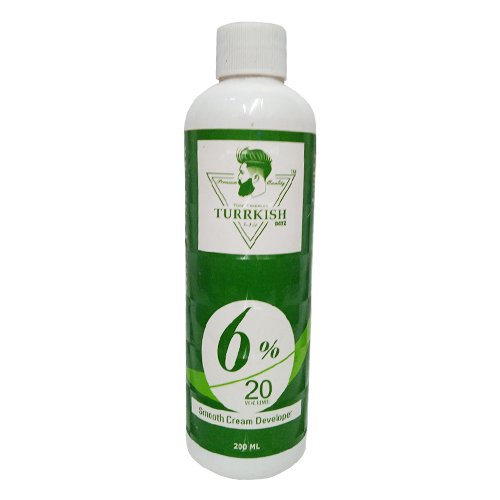 TM
Premium Quality
TURRKISH
BOYZ
6%
20
VOLUME
Smooth Cream Developer
200 ML